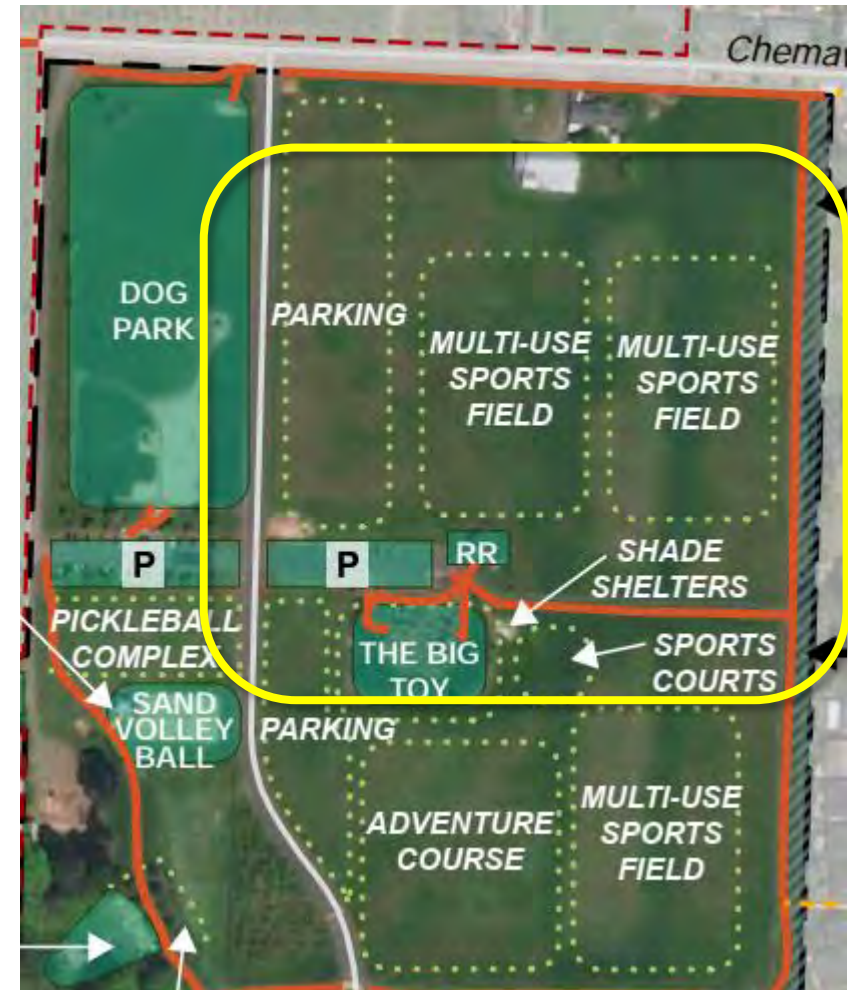 Chemaw
DOG
PARK
PARKING
MULTI-USE
SPORTS
FIELD
MULTI-USE
SPORTS
FIELD
P
P
RR
SHADE
SHELTERS
PICKLEBALL
COMPLEX
THE BIG
TOY
SPORTS
COURTS
SAND
VOLLEY
BALL
PARKING
ADVENTURE
COURSE
MULTI-USE
SPORTS
FIELD